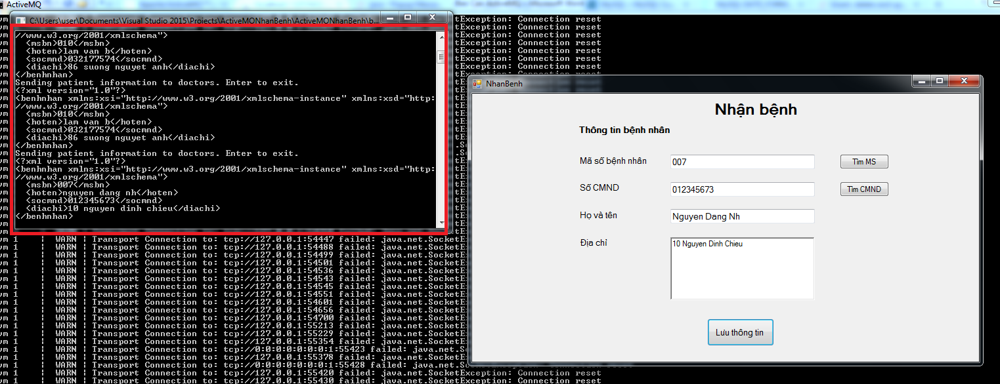 ActiveMQ
C:\Users\user\Documents\Visual Studio 2015\Projects\ActiveMQNhanBenh\ActiveMQNhanBenh\b...
//www.w3.org/2001/xmlschema">
<msbn>010</msbn>
<hoten>lam van b</hoten>
<socmnd>032177574</socmnd>
<diachi>86 suong nguyet anh</diachi>
</benhnhan>
Sending patient information to doctors. Enter to exit.
<?xml version="1.0"?>
<benhnhan xmlns:xsi="http://www.w3.org/2001/xmlschema-instance" xmlns:xsd="http:
//www.w3.org/2001/xmlschema">
<msbn>010</msbn>
<hoten>lam van b</hoten>
<socmnd>032177574</socmnd>
<diachi>86 suong nguyet anh</diachi>
</benhnhan>
Sending patient information to doctors. Enter to exit.
<?xml version="1.0"?>
<benhnhan xmlns:xsi="http://www.w3.org/2001/xmlschema-instance" xmlns:xsd="http:
//www.w3.org/2001/xmlschema">
<msbn>007</msbn>
<hoten>nguyen dang nh</hoten>
<socmnd>012345673</socmnd>
<diachi>10 nguyen dinh chieu</diachi>
</benhnhan>
tException: Connection reset
tException: Connection reset
tException: Connection reset
tException: Connection reset
tException: Connection reset
tException: Connection reset
tException: Connection reset
NhanBenh
Nhận bệnh
Thông tin bệnh nhân
Mã số bệnh nhân 007 Tìm MS
Số CMND 012345673 Tìm CMND
Họ và tên Nguyen Dang Nh
Địa chỉ 10 Nguyen Dinh Chieu
Lưu thông tin
vm 1 | WARN | Transport Connection to: tcp://127.0.0.1:54447 failed: java.net.SocketE
vm 1 | WARN | Transport Connection to: tcp://127.0.0.1:54488 failed: java.net.SocketE
vm 1 | WARN | Transport Connection to: tcp://127.0.0.1:54499 failed: java.net.SocketE
vm 1 | WARN | Transport Connection to: tcp://127.0.0.1:54501 failed: java.net.SocketE
vm 1 | WARN | Transport Connection to: tcp://127.0.0.1:54536 failed: java.net.SocketE
vm 1 | WARN | Transport Connection to: tcp://127.0.0.1:54543 failed: java.net.SocketE
vm 1 | WARN | Transport Connection to: tcp://127.0.0.1:54545 failed: java.net.SocketE
vm 1 | WARN | Transport Connection to: tcp://127.0.0.1:54551 failed: java.net.SocketE
vm 1 | WARN | Transport Connection to: tcp://127.0.0.1:54601 failed: java.net.SocketE
vm 1 | WARN | Transport Connection to: tcp://127.0.0.1:54656 failed: java.net.SocketE
vm 1 | WARN | Transport Connection to: tcp://127.0.0.1:54700 failed: java.net.SocketE
vm 1 | WARN | Transport Connection to: tcp://127.0.0.1:55213 failed: java.net.SocketE
vm 1 | WARN | Transport Connection to: tcp://127.0.0.1:55229 failed: java.net.SocketE
vm 1 | WARN | Transport Connection to: tcp://127.0.0.1:55354 failed: java.net.SocketE
vm 1 | WARN | Transport Connection to: tcp://0:0:0:0:0:0:0:1:55423 failed: java.net.S
vm 1 | WARN | Transport Connection to: tcp://127.0.0.1:55378 failed: java.net.SocketE
vm 1 | WARN | Transport Connection to: tcp://0:0:0:0:0:0:0:1:55428 failed: java.net.S
vm 1 | WARN | Transport Connection to: tcp://127.0.0.1:55420 failed: java.net.SocketException: Connection reset
vm 1 | WARN | Transport Connection to: tcp://127.0.0.1:55430 failed: java.net.SocketException: Connection reset